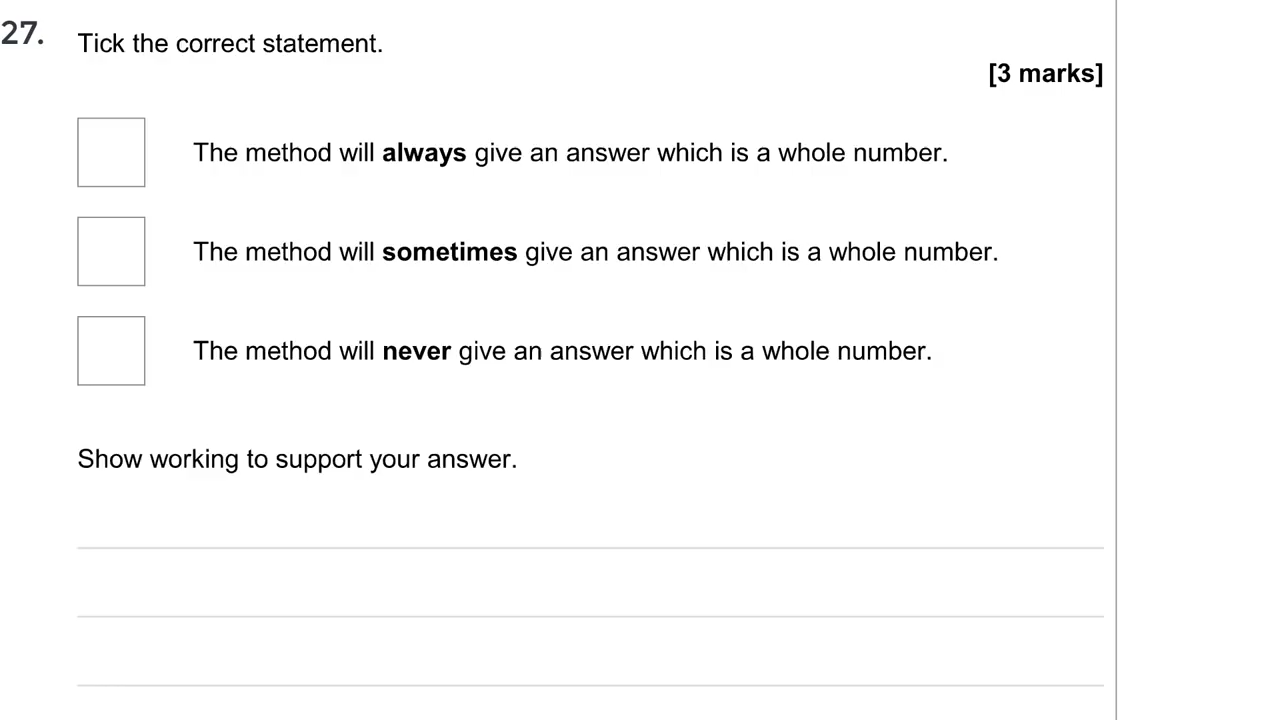 27.
Tick the correct statement.
[3 marks]
The method will always give an answer which is a whole number.
The method will sometimes give an answer which is a whole number.
The method will never give an answer which is a whole number.
Show working to support your answer.